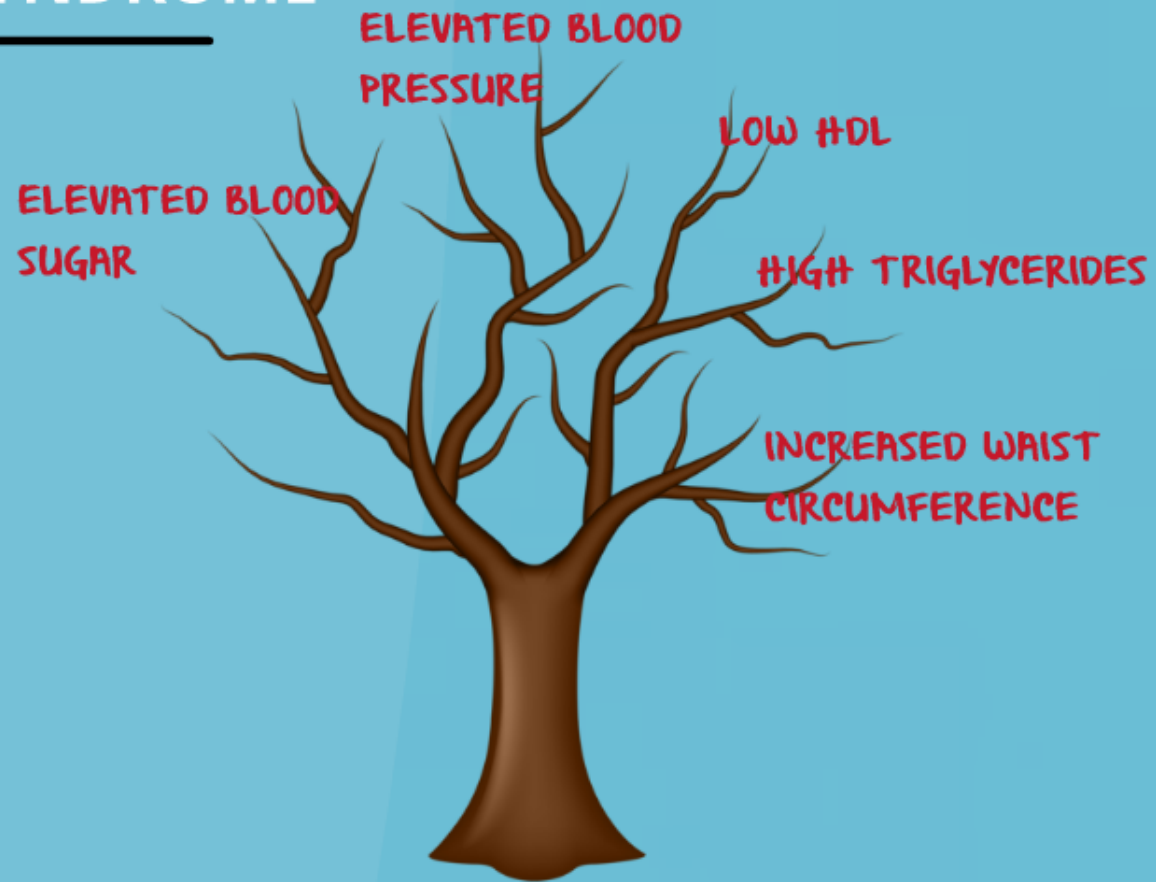 ELEVATED BLOOD
PRESSURE
LOW HDL
ELEVATED BLOOD
SUGAR
HIGH TRIGLYCERIDES
INCREASED WAIST
CIRCUMFERENCE